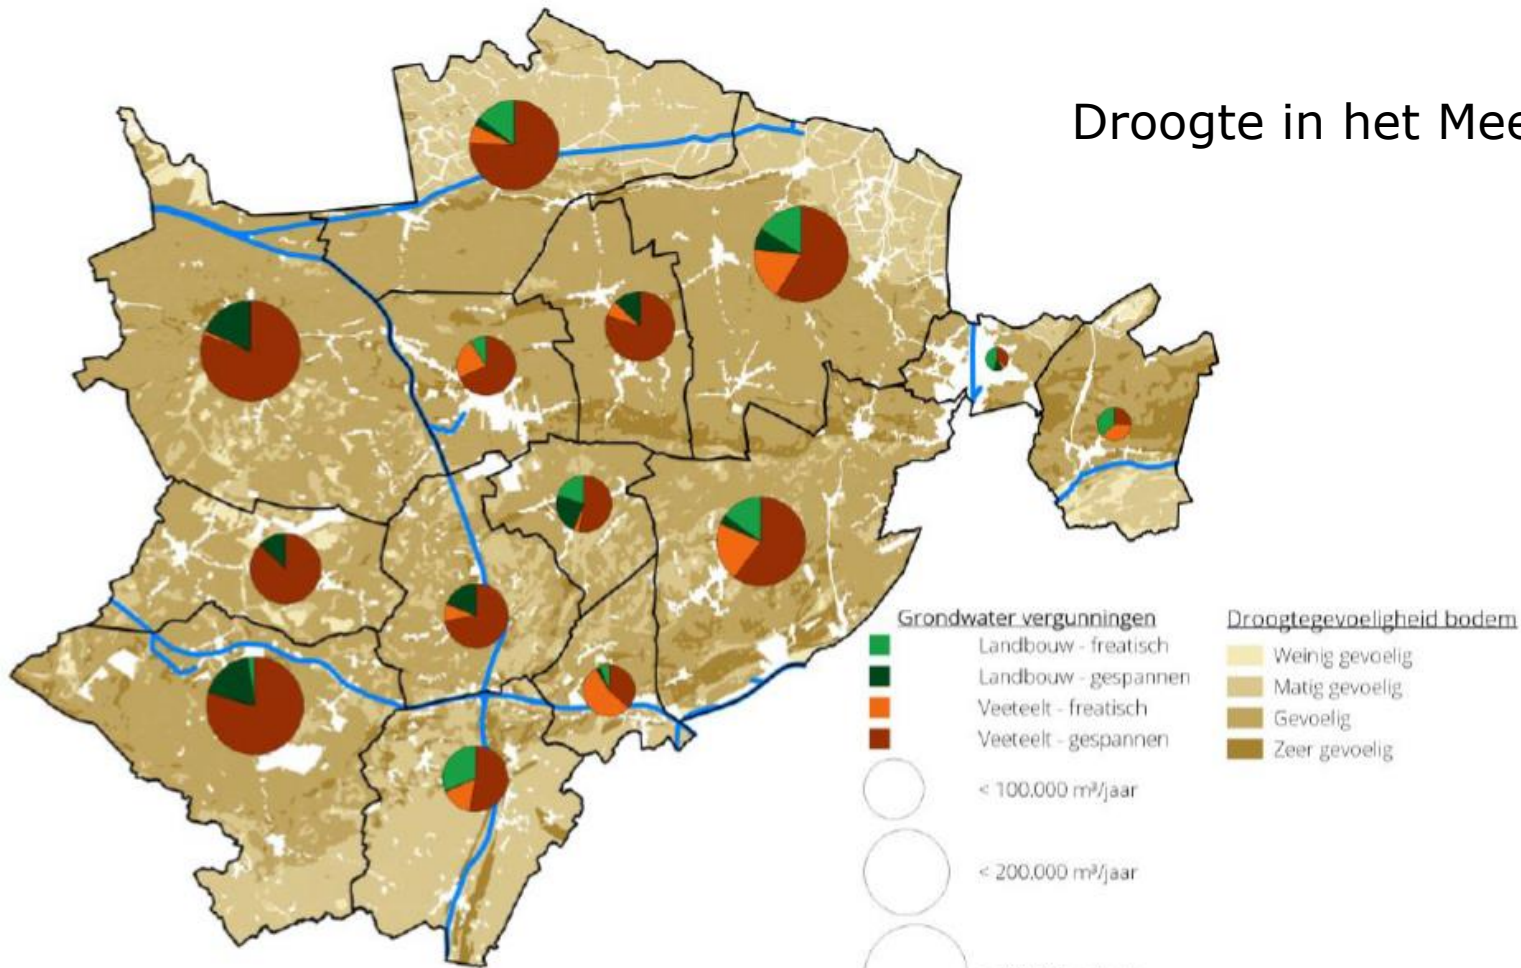 Droogte in het Mee
Grondwater vergunningen
Landbouw - freatisch
Landbouw - gespannen
Veeteelt - freatisch
Veeteelt - gespannen
< 100.000 m³/jaar
< 200.000 m³/jaar
Droogtegevoeligheid bodem
Weinig gevoelig
Matig gevoelig
Gevoelig
Zeer gevoelig